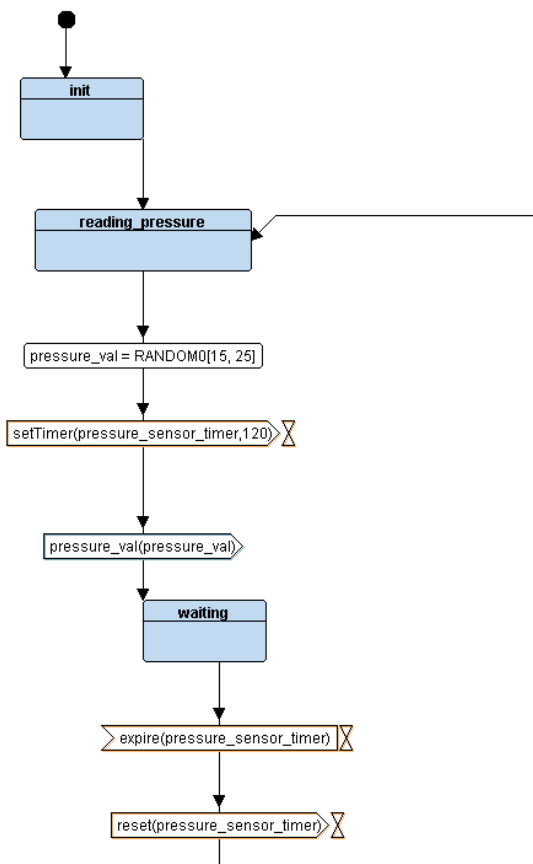 init
reading_pressure
pressure_val = RANDOM0[15, 25]
setTimer(pressure_sensor_timer,120)
pressure_val(pressure_val)
waiting
expire(pressure_sensor_timer)
reset(pressure_sensor_timer)